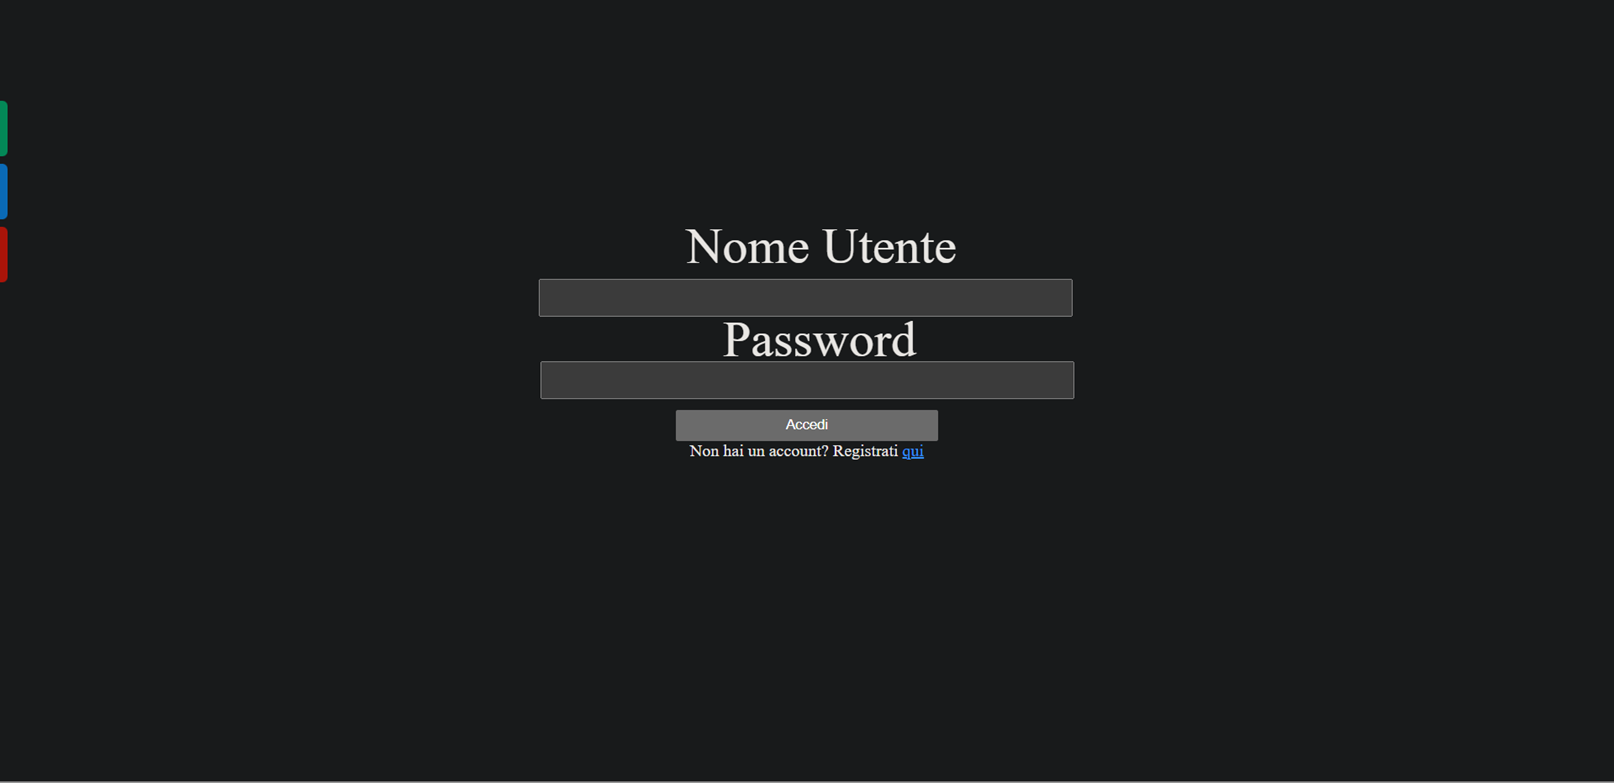 Nome Utente
Password
Accedi
Non hai un account? Registrati qui